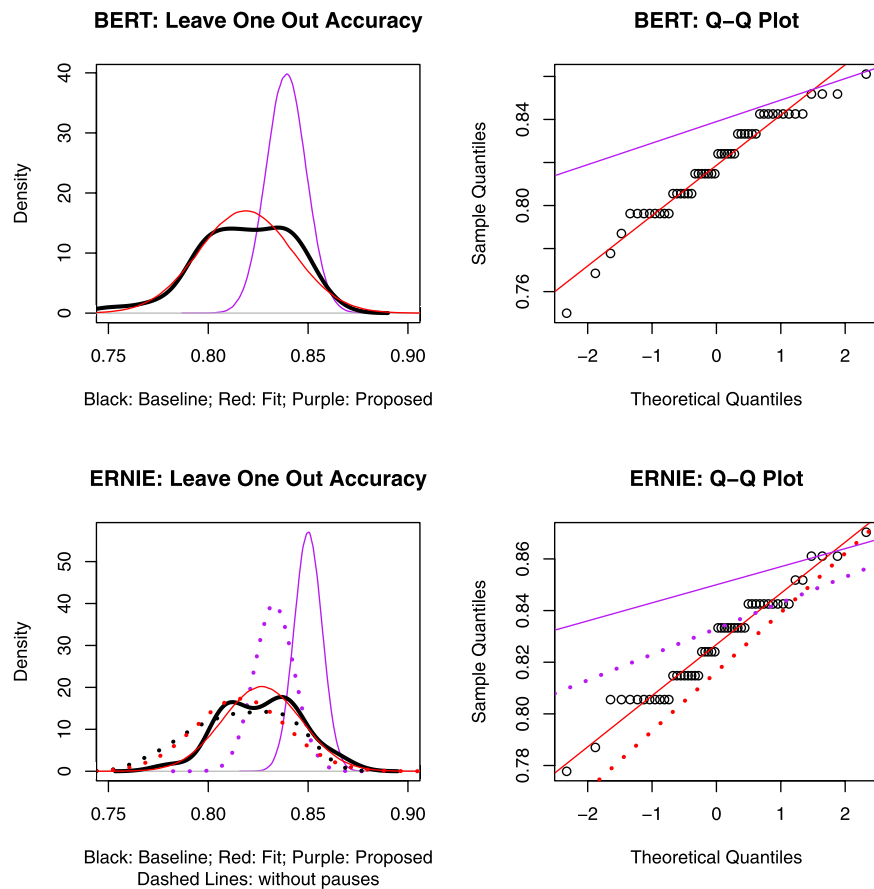 BERT: Leave One Out Accuracy
Density
0
10
20
30
40
0.75
0.80
0.85
0.90
Black: Baseline; Red: Fit; Purple: Proposed
BERT: Q−Q Plot
Sample Quantiles
0.76
0.80
0.84
−2
−1
0
1
2
Theoretical Quantiles
ERNIE: Leave One Out Accuracy
Density
0
10
20
30
40
50
0.75
0.80
0.85
0.90
Black: Baseline; Red: Fit; Purple: Proposed
Dashed Lines: without pauses
ERNIE: Q−Q Plot
Sample Quantiles
0.78
0.80
0.82
0.84
0.86
−2
−1
0
1
2
Theoretical Quantiles